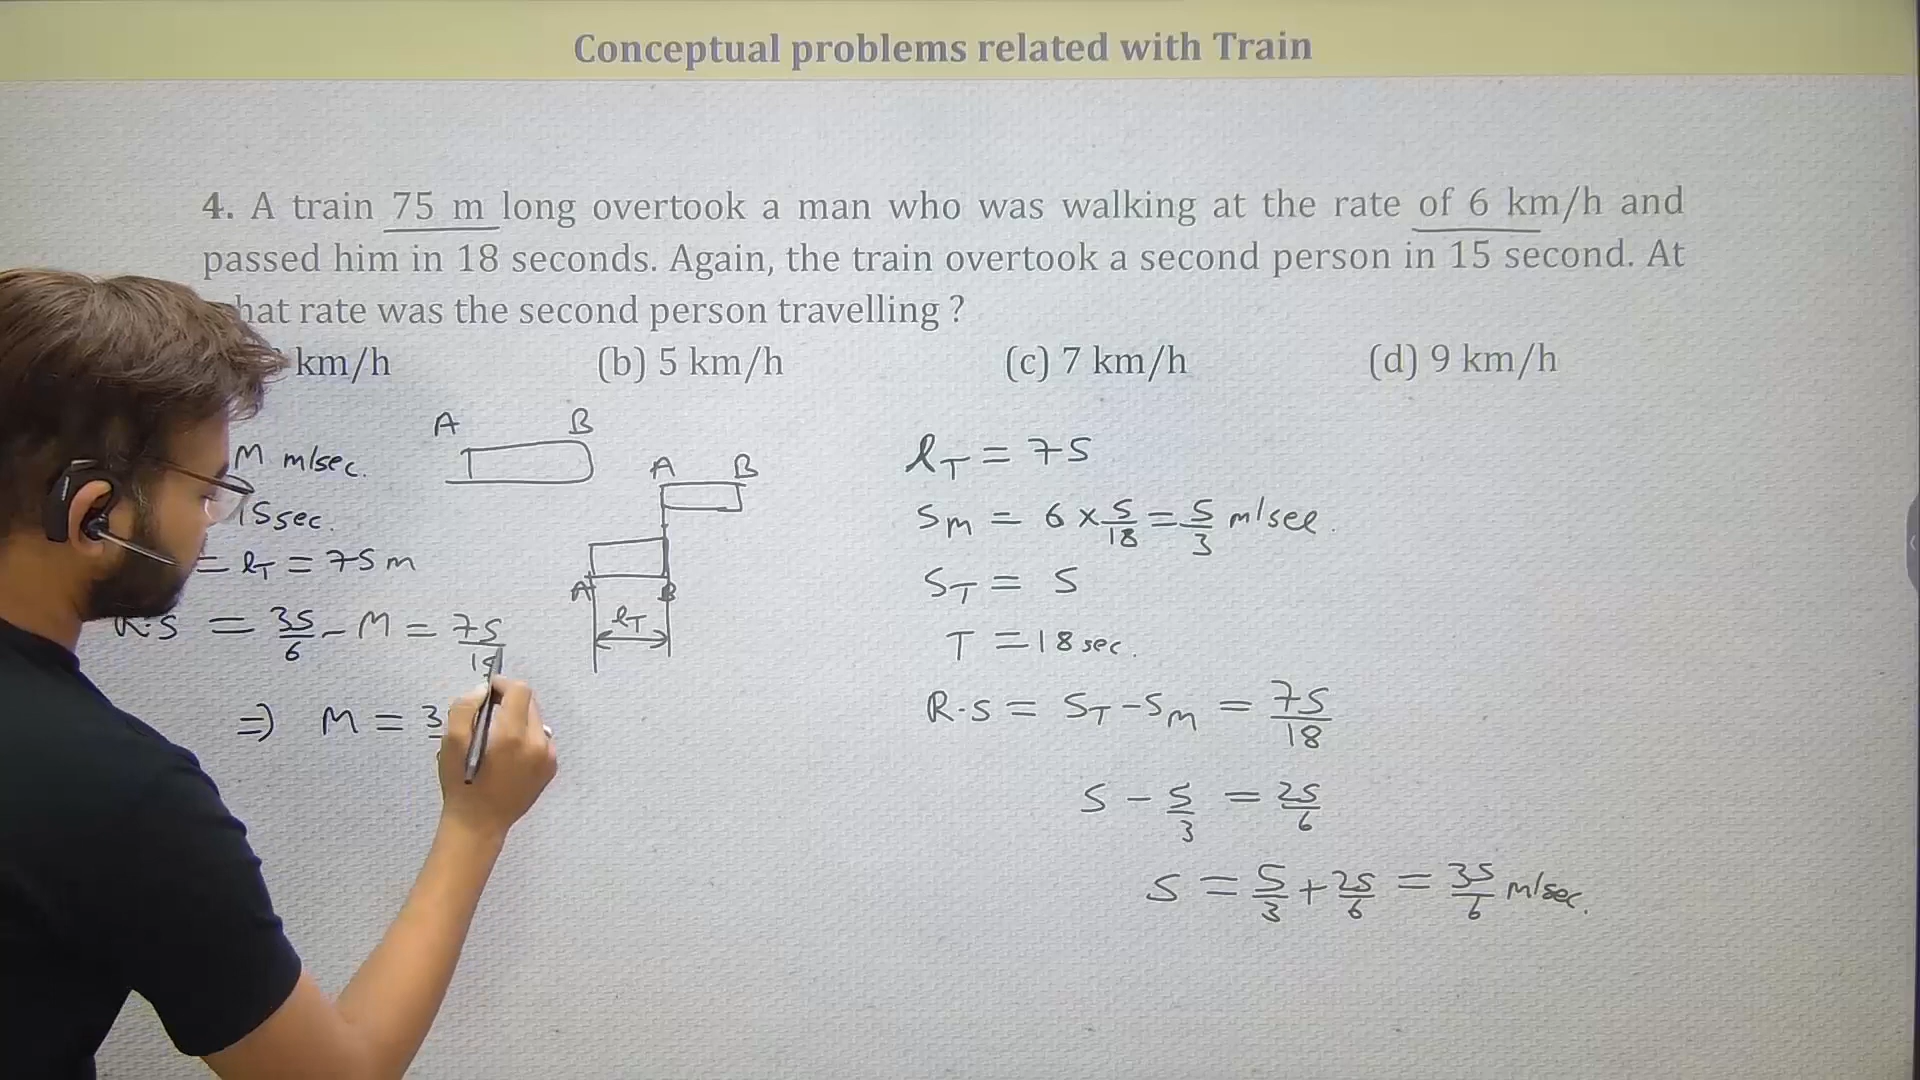 Conceptual problems related with Train
4. A train 75 m long overtook a man who was walking at the rate of 6 km/h and
passed him in 18 seconds. Again, the train overtook a second person in 15 second. At
hat rate was the second person travelling ?
km/h (b) 5 km/h (c) 7 km/h (d) 9 km/h
A B
M m/sec.
15sec.
= lT = 75 m
R.S = 35/6 - M = 75/
=) M = 3
A B
A B
lT
lT = 75
SM = 6 × 5/18 = 5/3 m/sec.
ST = S
T = 18 sec.
R.S = ST - SM = 75/18
S - 5/3 = 25/6
S = 5/3 + 25/6 = 35/6 m/sec.